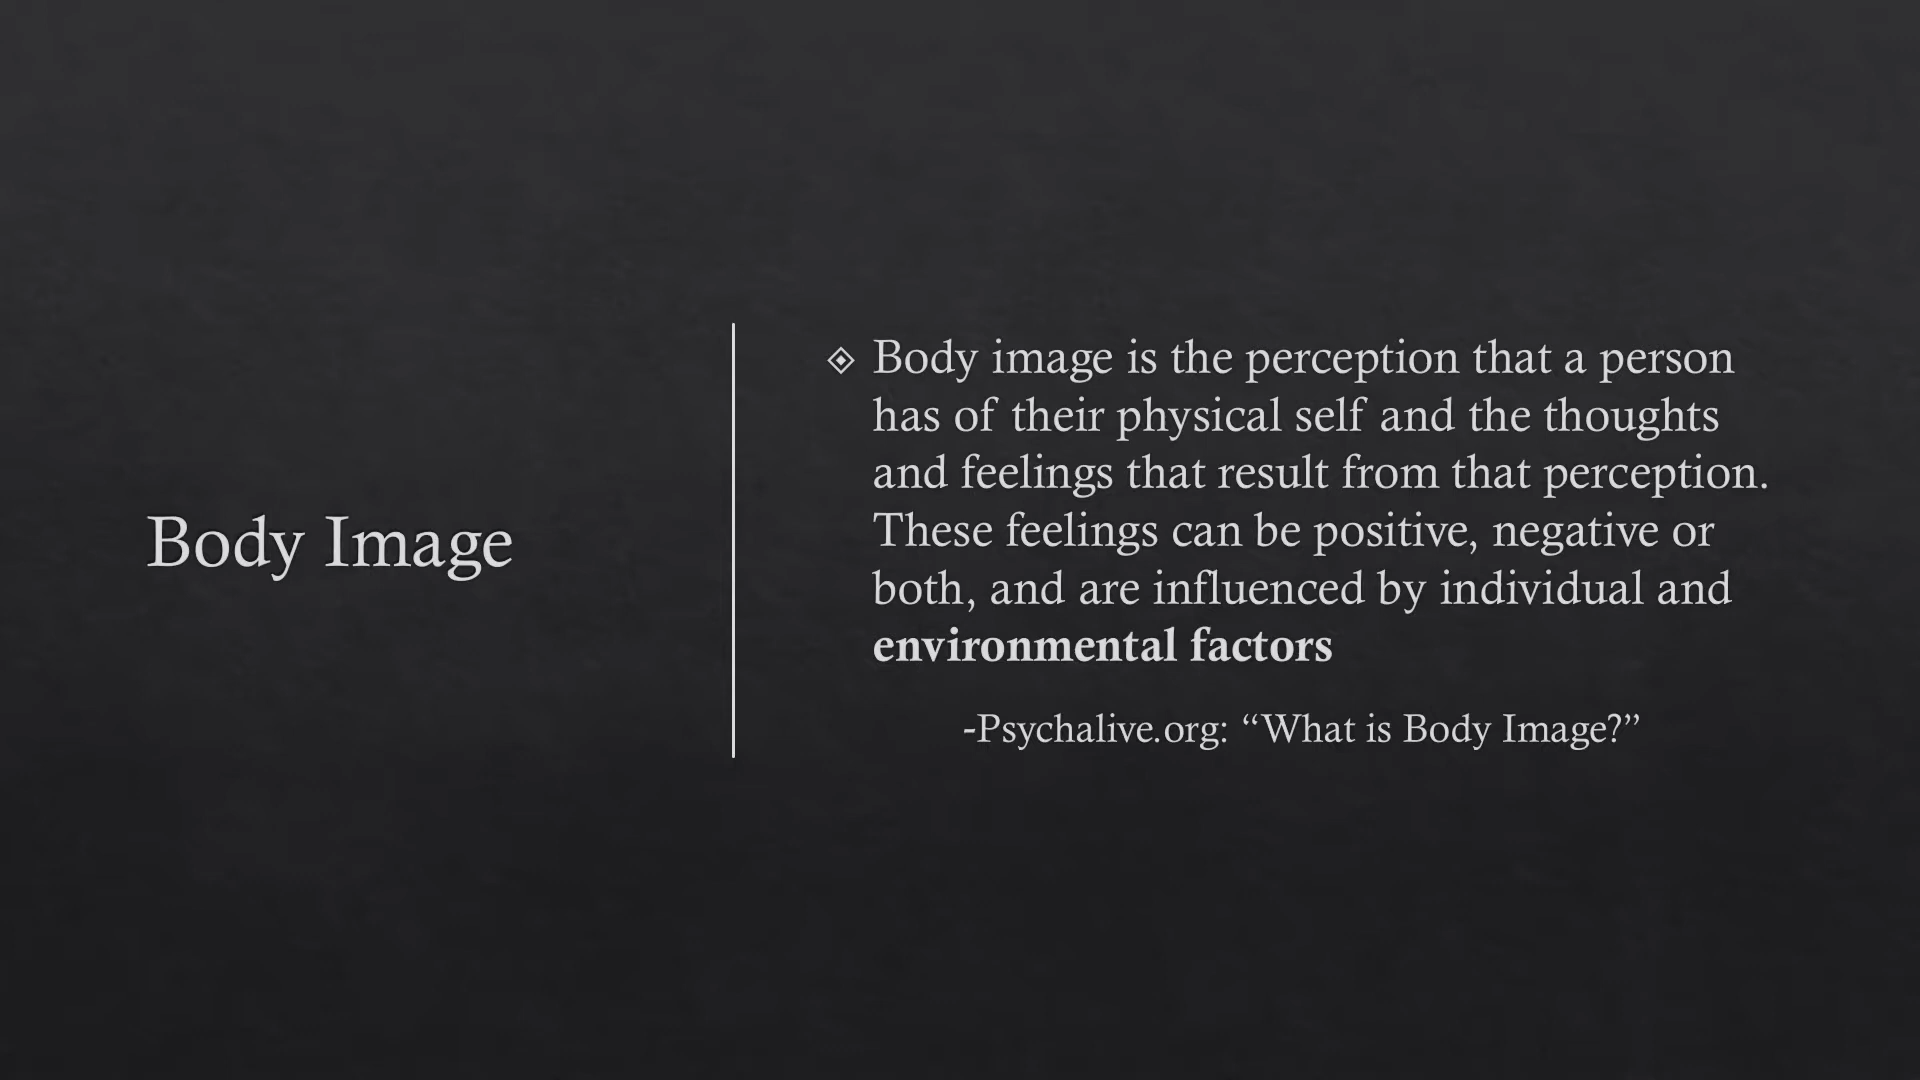 Body Image
Body image is the perception that a person
has of their physical self and the thoughts
and feelings that result from that perception.
These feelings can be positive, negative or
both, and are influenced by individual and
environmental factors
-Psychalive.org: “What is Body Image?”